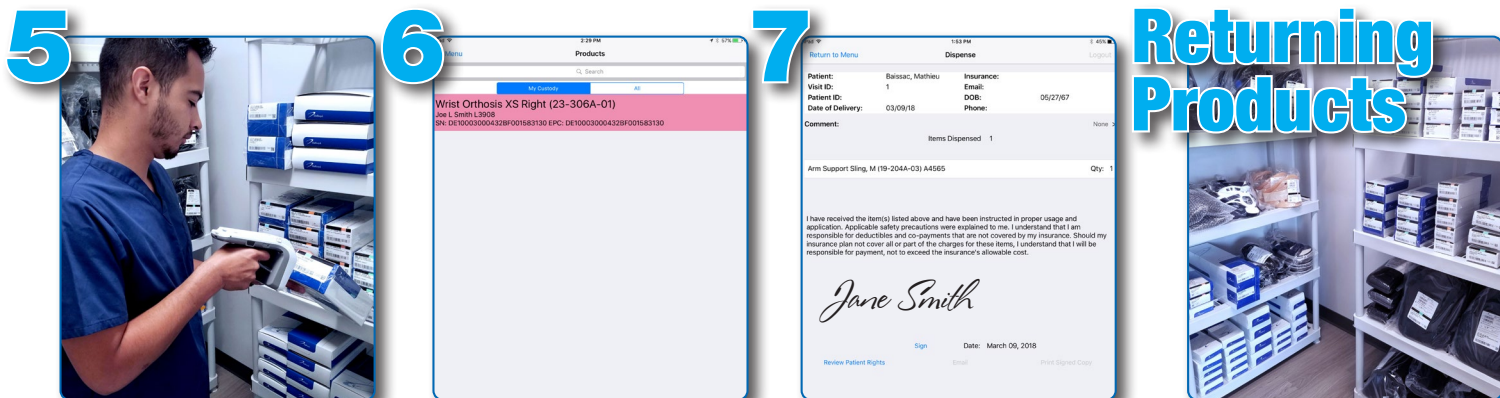 5
6
2:29 PM
57%
Menu
Products
Search
My Custody
All
Wrist Orthosis XS Right (23-306A-01)
Joe L Smith L3908
SN: DE10003000432BF001583130 EPC: DE10003000432BF001583130
7
1:53 PM
45%
Return to Menu
Dispense
Logout
Patient: Baissac, Mathieu Insurance:
Visit ID: 1 Email:
Patient ID: DOB: 05/27/67
Date of Delivery: 03/09/18 Phone:
Comment: None >
Items Dispensed 1
Arm Support Sling, M (19-204A-03) A4565 Qty: 1
I have received the item(s) listed above and have been instructed in proper usage and
application. Applicable safety precautions were explained to me. I understand that I am
responsible for deductibles and co-payments that are not covered by my insurance. Should my
insurance plan not cover all or part of the charges for these items, I understand that I will be
responsible for payment, not to exceed the insurance's allowable cost.
Jane Smith
Sign Date: March 09, 2018
Review Patient Rights Email Print Signed Copy
Returning
Products